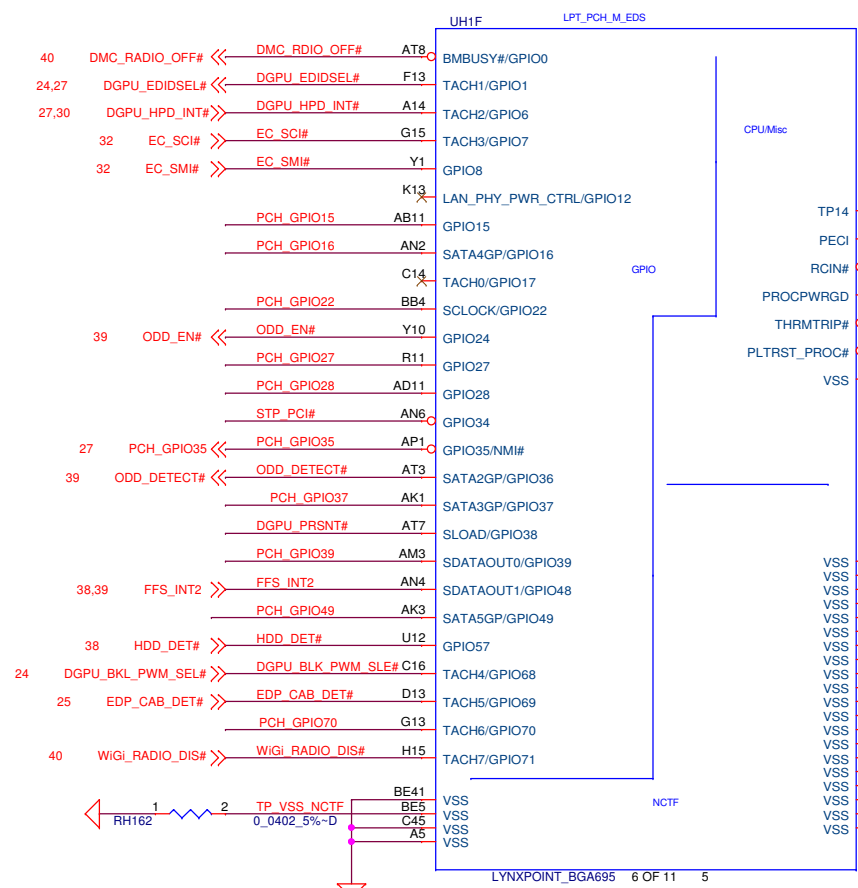 UH1F LPT_PCH_M_EDS
40 DMC_RADIO_OFF# DMC_RDIO_OFF# AT8 BMBUSY#/GPIO0
24,27 DGPU_EDIDSEL# DGPU_EDIDSEL# F13 TACH1/GPIO1
27,30 DGPU_HPD_INT# DGPU_HPD_INT# A14 TACH2/GPIO6
CPU/Misc
32 EC_SCI# EC_SCI# G15 TACH3/GPIO7
32 EC_SMI# EC_SMI# Y1 GPIO8
K13 LAN_PHY_PWR_CTRL/GPIO12
TP14
PCH_GPIO15 AB11 GPIO15
PECI
PCH_GPIO16 AN2 SATA4GP/GPIO16
GPIO RCIN#
C14 TACH0/GPIO17
PROCPWRGD
PCH_GPIO22 BB4 SCLOCK/GPIO22
THRMTRIP#
39 ODD_EN# ODD_EN# Y10 GPIO24
PLTRST_PROC#
PCH_GPIO27 R11 GPIO27
VSS
PCH_GPIO28 AD11 GPIO28
STP_PCI# AN6 GPIO34
27 PCH_GPIO35 PCH_GPIO35 AP1 GPIO35/NMI#
39 ODD_DETECT# ODD_DETECT# AT3 SATA2GP/GPIO36
PCH_GPIO37 AK1 SATA3GP/GPIO37
DGPU_PRSNT# AT7 SLOAD/GPIO38
PCH_GPIO39 AM3 SDATAOUT0/GPIO39 VSS
VSS
38,39 FFS_INT2 FFS_INT2 AN4 SDATAOUT1/GPIO48 VSS
VSS
PCH_GPIO49 AK3 SATA5GP/GPIO49 VSS
VSS
38 HDD_DET# HDD_DET# U12 GPIO57 VSS
VSS
24 DGPU_BKL_PWM_SEL# DGPU_BLK_PWM_SLE# C16 TACH4/GPIO68 VSS
VSS
25 EDP_CAB_DET# EDP_CAB_DET# D13 TACH5/GPIO69 VSS
VSS
PCH_GPIO70 G13 TACH6/GPIO70 VSS
VSS
40 WiGi_RADIO_DIS# WiGi_RADIO_DIS# H15 TACH7/GPIO71 VSS
VSS
VSS
BE41 VSS NCTF VSS
1 2 TP_VSS_NCTF BE5 VSS VSS
RH162 0_0402_5%~D C45 VSS VSS
A5 VSS
LYNXPOINT_BGA695 6 OF 11 5